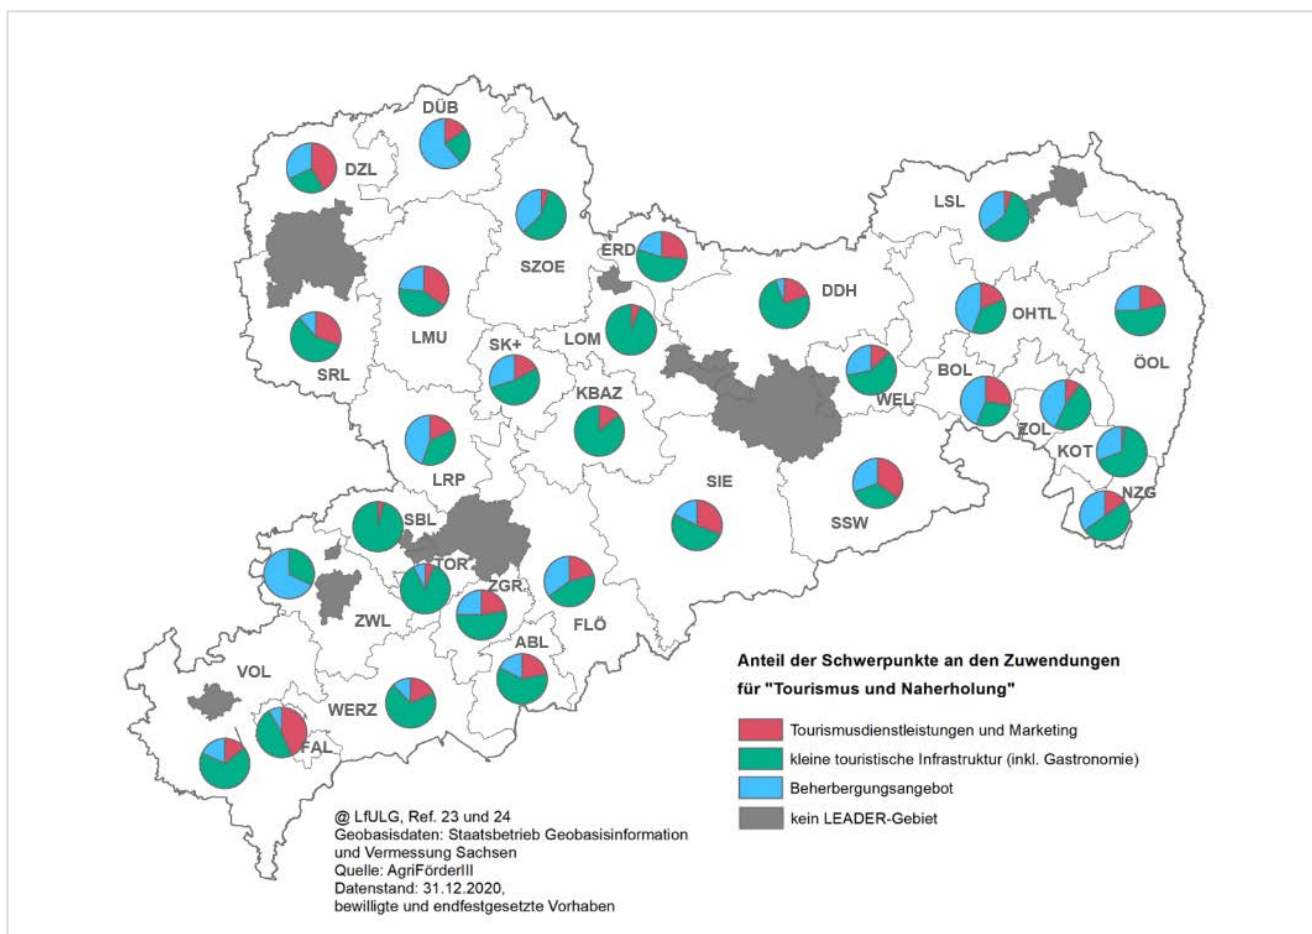 DÜB
DZL
LSL
ERD
SZOE
DDH
OHTL
LMU
LOM
SK+
ÖOL
SRL
BOL
KBAZ
WEL
ZOL
KOT
LRP
SIE
NZG
SBL
SSW
TOR
ZGR
ZWL
FLÖ
ABL
VOL
WERZ
FAL
Anteil der Schwerpunkte an den Zuwendungen
für "Tourismus und Naherholung"
Tourismusdienstleistungen und Marketing
kleine touristische Infrastruktur (inkl. Gastronomie)
Beherbergungsangebot
kein LEADER-Gebiet
@ LfULG, Ref. 23 und 24
Geobasisdaten: Staatsbetrieb Geobasisinformation
und Vermessung Sachsen
Quelle: AgriFörderIII
Datenstand: 31.12.2020,
bewilligte und endfestgesetzte Vorhaben